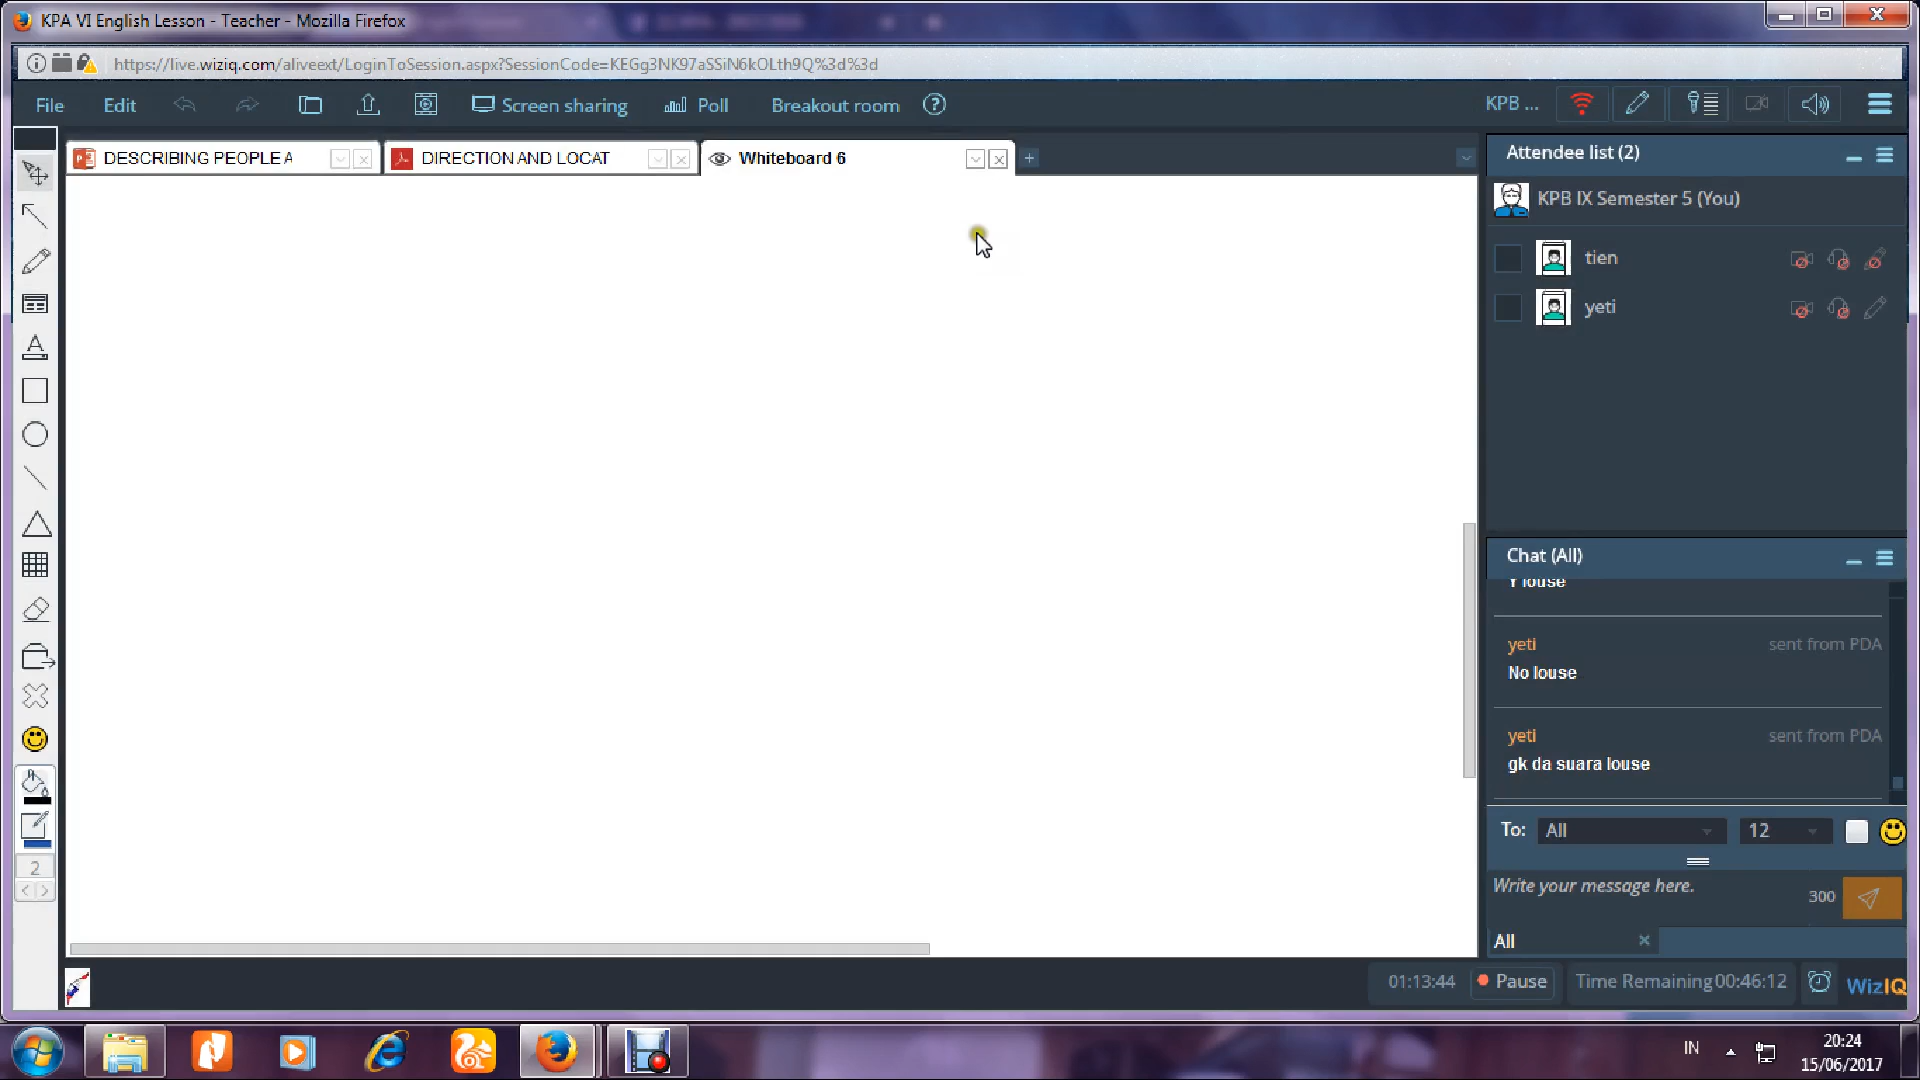 KPA VI English Lesson - Teacher - Mozilla Firefox
https://live.wiziq.com/aliveext/LoginToSession.aspx?SessionCode=KEGg3NK97aSSiN6kOLth9Q%3d%3d
File Edit Screen sharing Poll Breakout room ? KPB ...
DESCRIBING PEOPLE A
DIRECTION AND LOCAT
Whiteboard 6
Attendee list (2)
KPB IX Semester 5 (You)
tien
yeti
Chat (All)
Y louse
yeti sent from PDA
No louse
yeti sent from PDA
gk da suara louse
To: All 12
Write your message here. 300
All
2
01:13:44 Pause Time Remaining 00:46:12 WizIQ
IN 20:24
15/06/2017